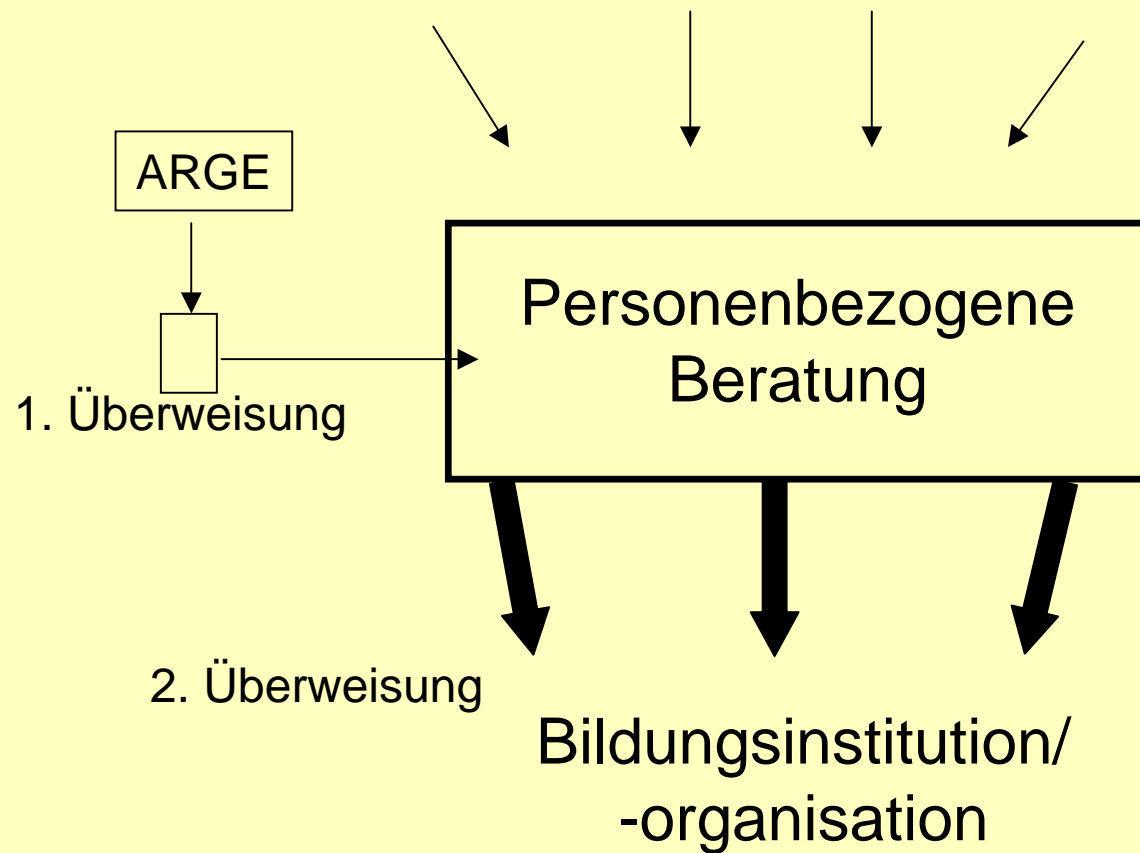 ARGE
Personenbezogene
Beratung
1. Überweisung
2. Überweisung
Bildungsinstitution/
-organisation